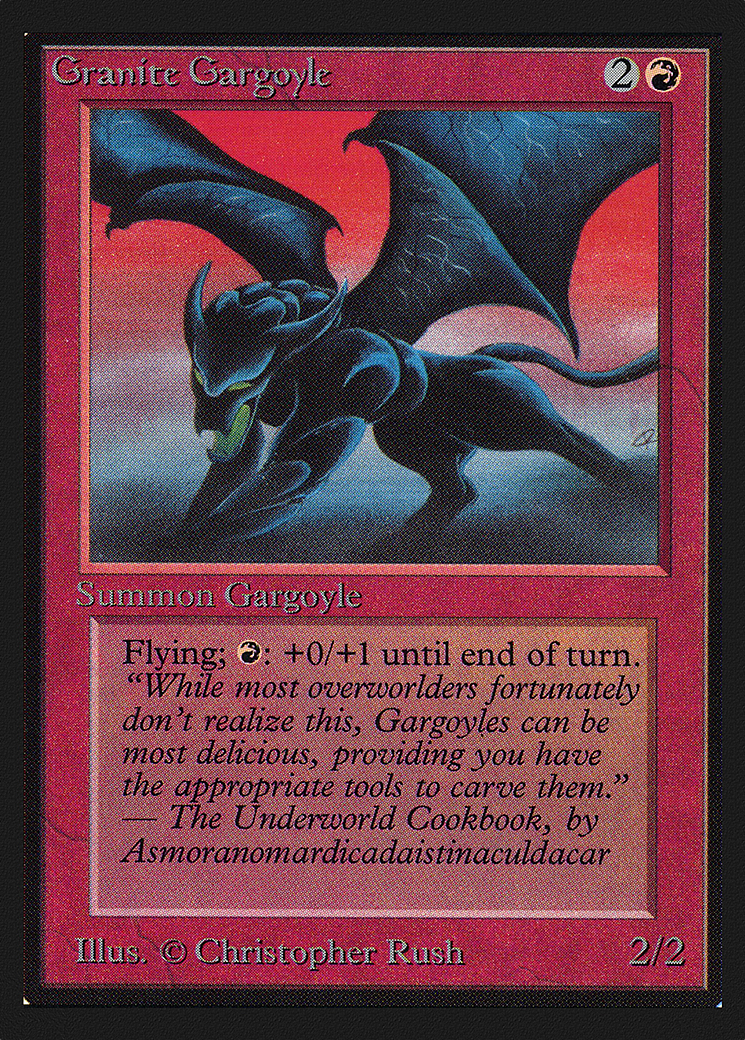 Granite Gargoyle 2
Summon Gargoyle
Flying; : +0/+1 until end of turn.
“While most overworlders fortunately
don’t realize this, Gargoyles can be
most delicious, providing you have
the appropriate tools to carve them.”
— The Underworld Cookbook, by
Asmoranomardicadaistinaculdacar
Illus. © Christopher Rush 2/2